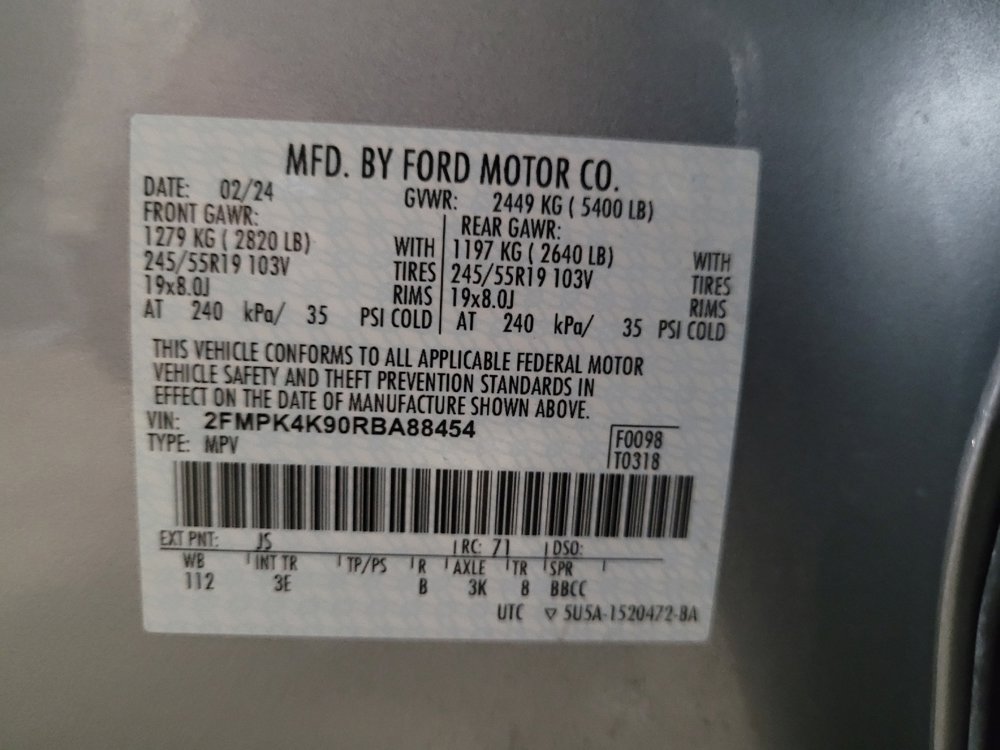 MFD. BY FORD MOTOR CO.
DATE: 02/24 GVWR: 2449 KG ( 5400 LB)
FRONT GAWR: REAR GAWR:
1279 KG ( 2820 LB) WITH 1197 KG ( 2640 LB) WITH
245/55R19 103V TIRES 245/55R19 103V TIRES
19x8.0J RIMS 19x8.0J RIMS
AT 240 kPa/ 35 PSI COLD AT 240 kPa/ 35 PSI COLD
THIS VEHICLE CONFORMS TO ALL APPLICABLE FEDERAL MOTOR
VEHICLE SAFETY AND THEFT PREVENTION STANDARDS IN
EFFECT ON THE DATE OF MANUFACTURE SHOWN ABOVE.
VIN: 2FMPK4K90RBA88454
TYPE: MPV F0098
T0318
EXT PNT: JS RC: 71 DSO:
WB INT TR TP/PS R AXLE TR SPR
112 3E B 3K 8 BBCC
UTC ▽ 5U5A-1520472-BA